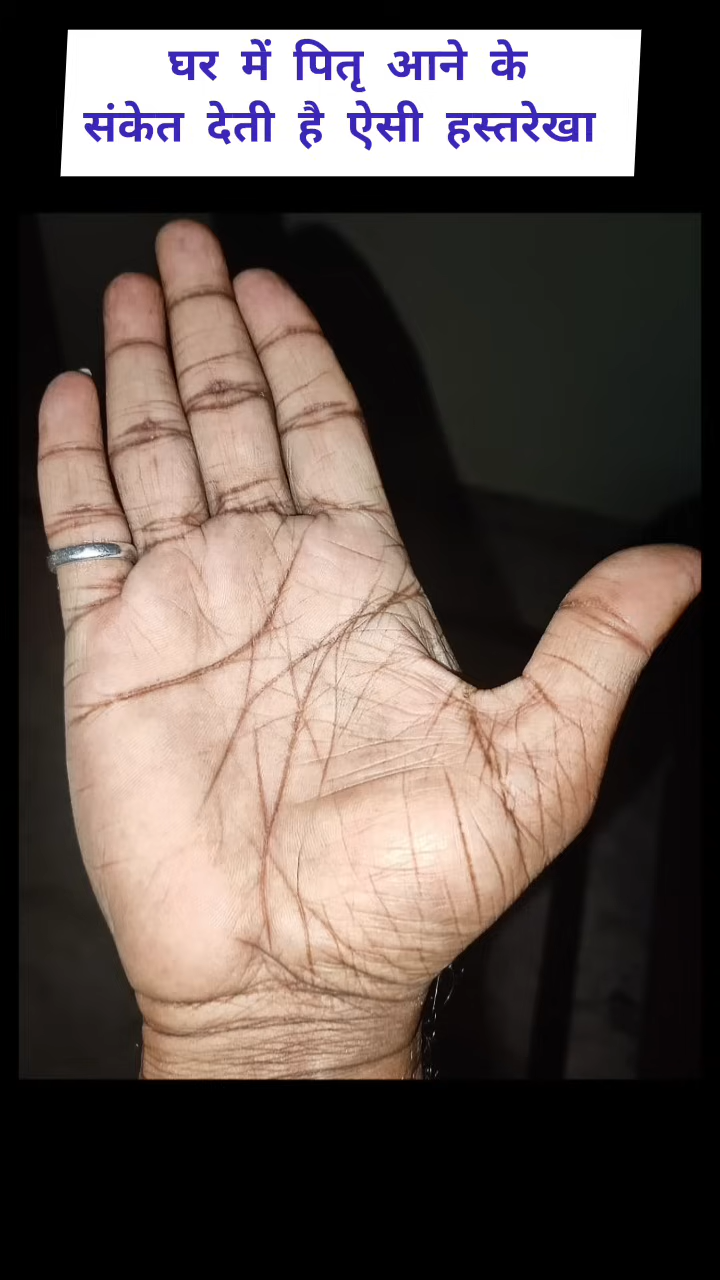 घर में पितृ आने के
संकेत देती है ऐसी हस्तरेखा